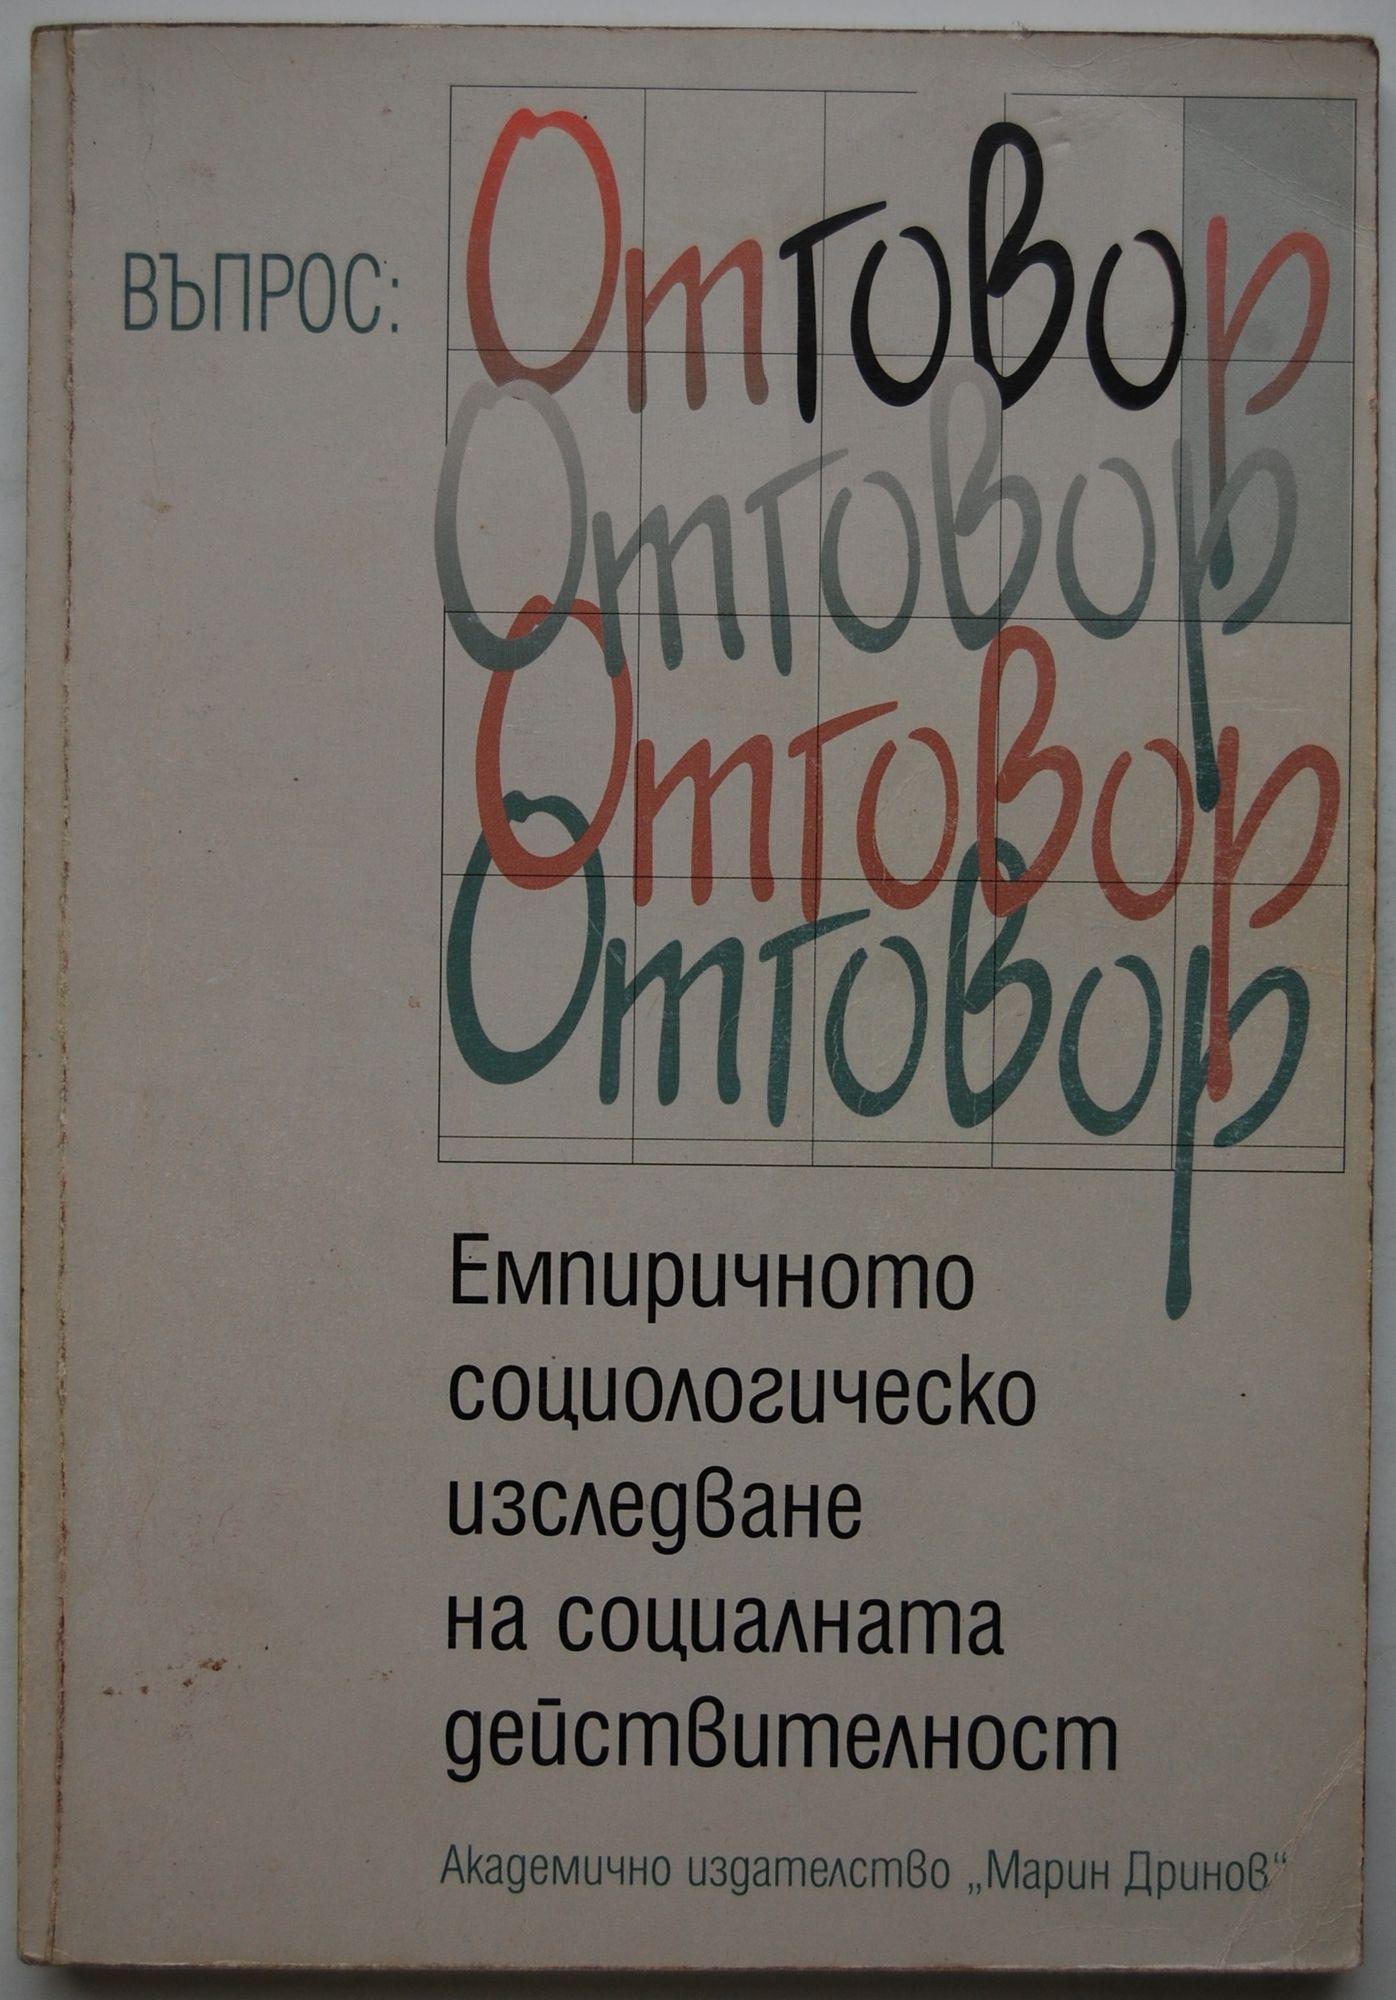 ВЪПРОС:
Отговор
Отговор
Отговор
Отговор
Емпиричното
социологическо
изследване
на социалната
действителност
Академично издателство „Марин Дринов“